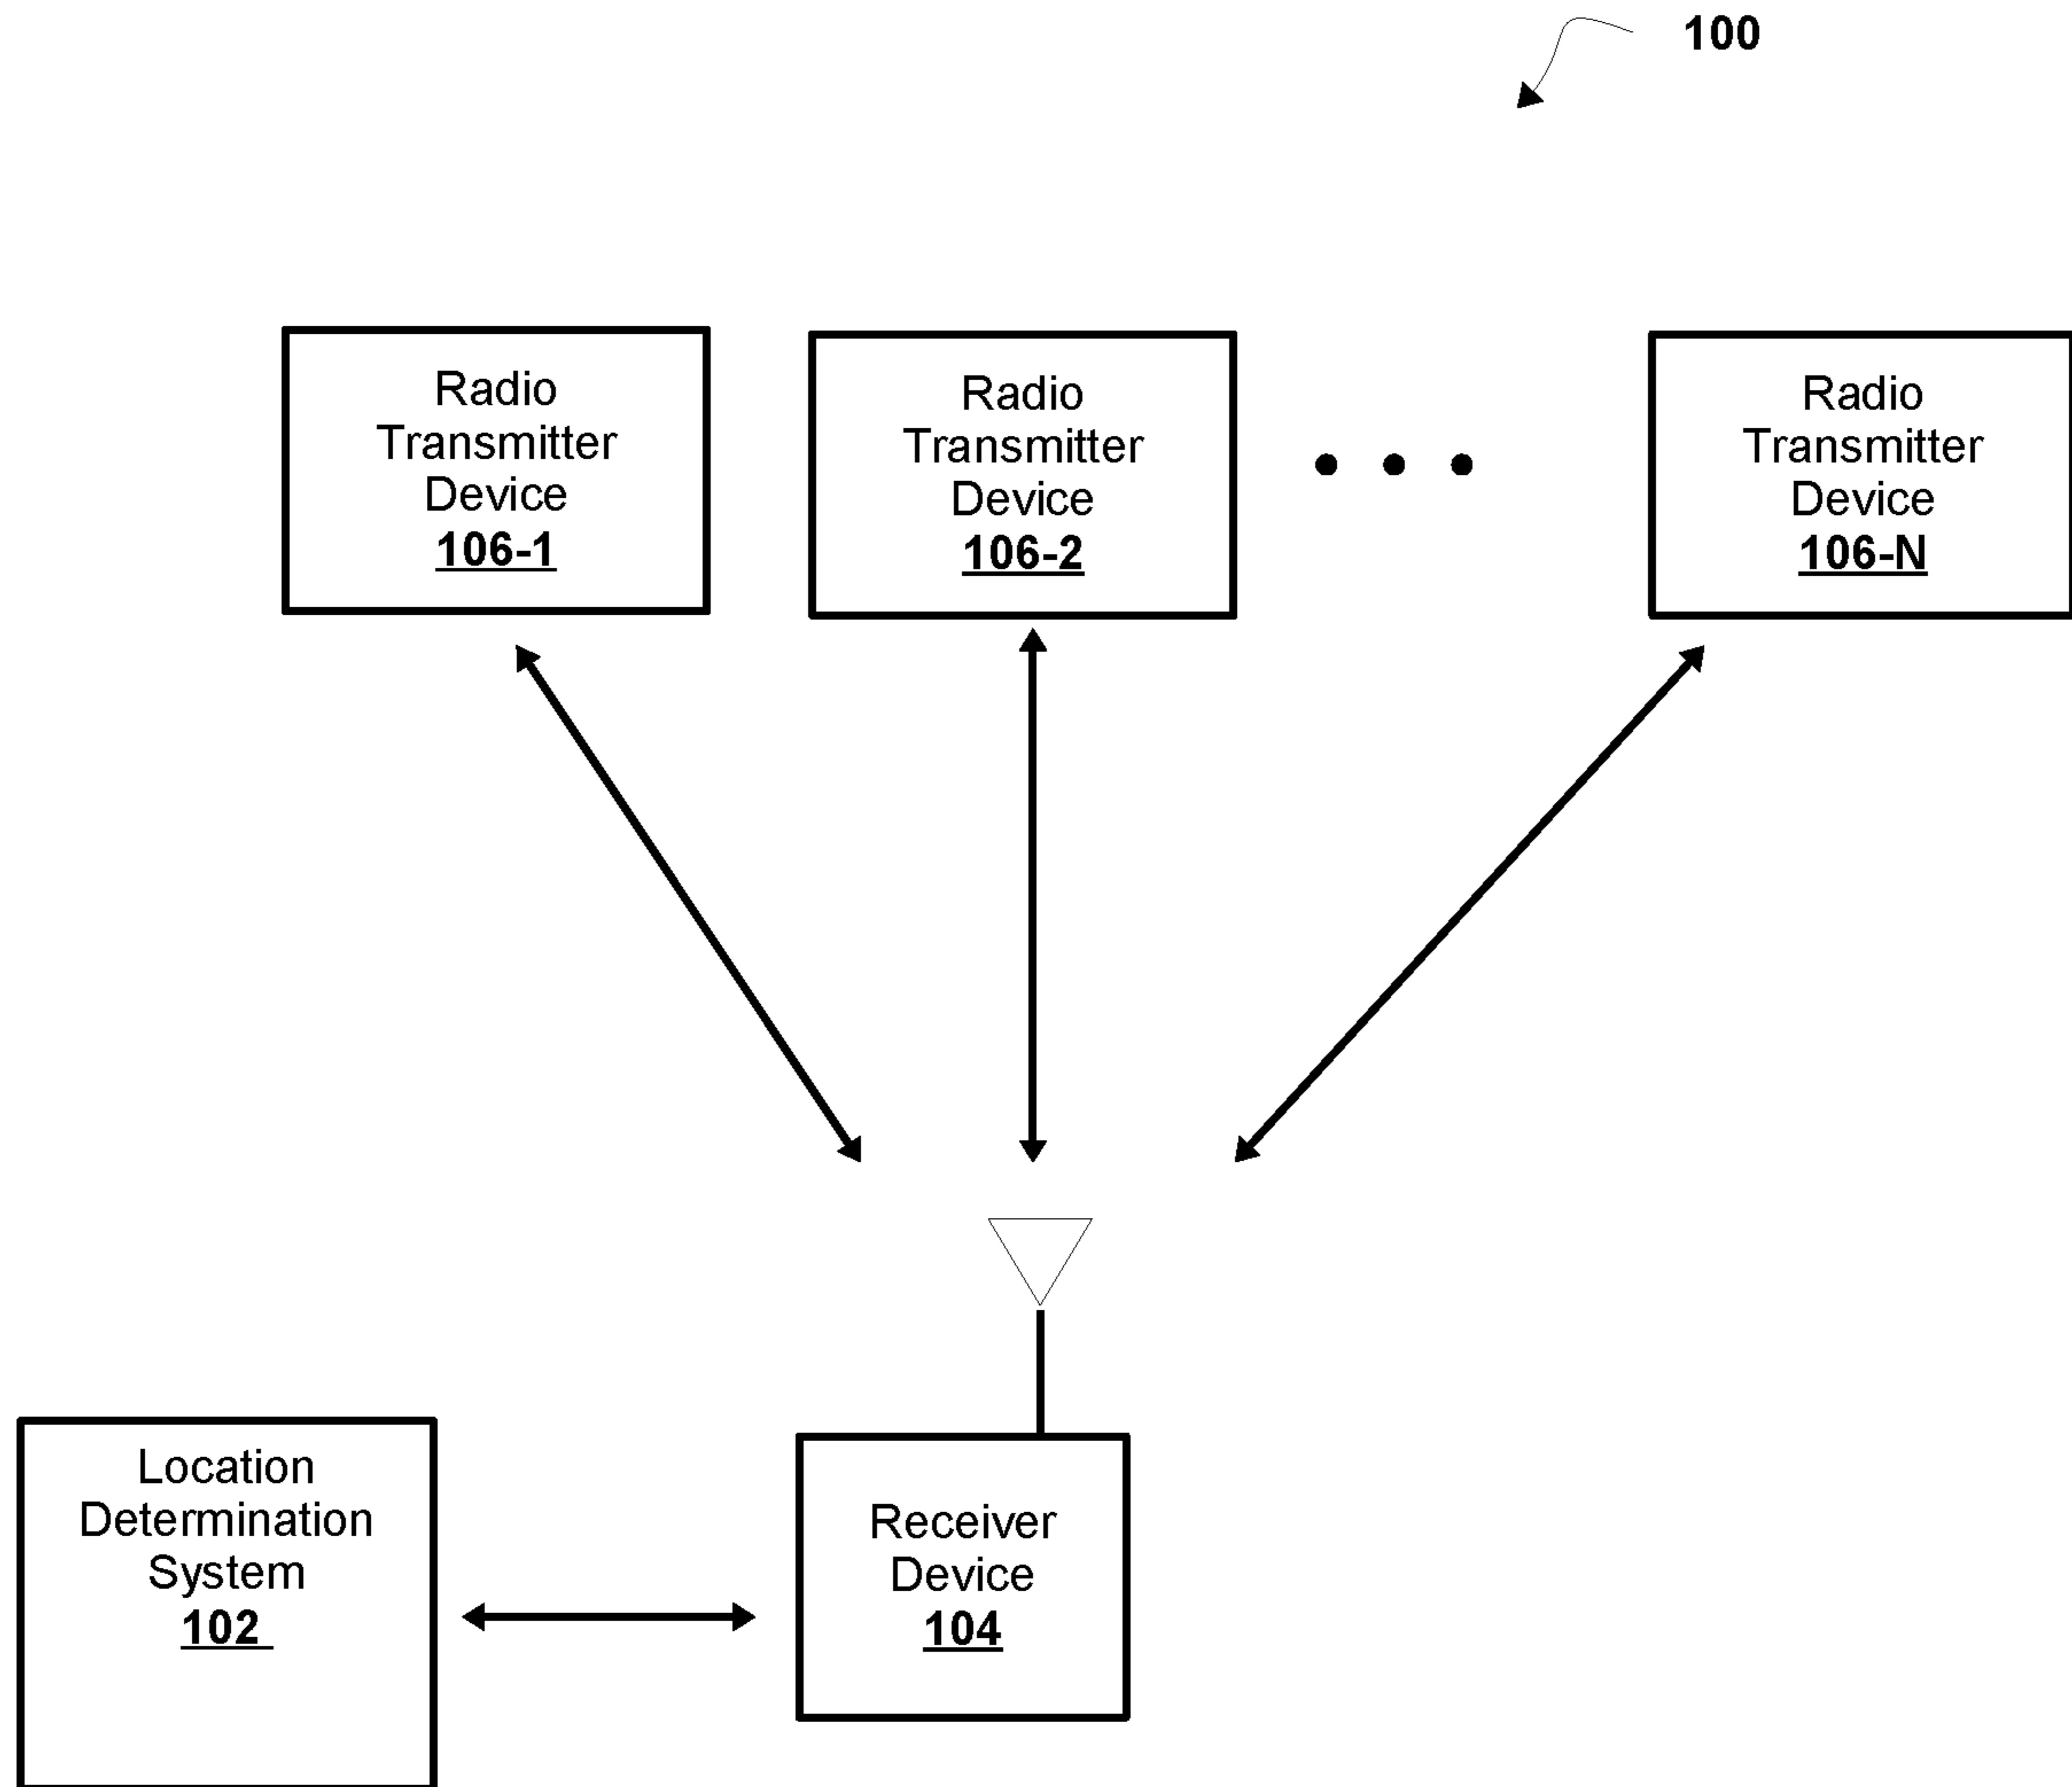 100
Radio
Transmitter
Device
106-1
Radio
Transmitter
Device
106-2
Radio
Transmitter
Device
106-N
Location
Determination
System
102
Receiver
Device
104